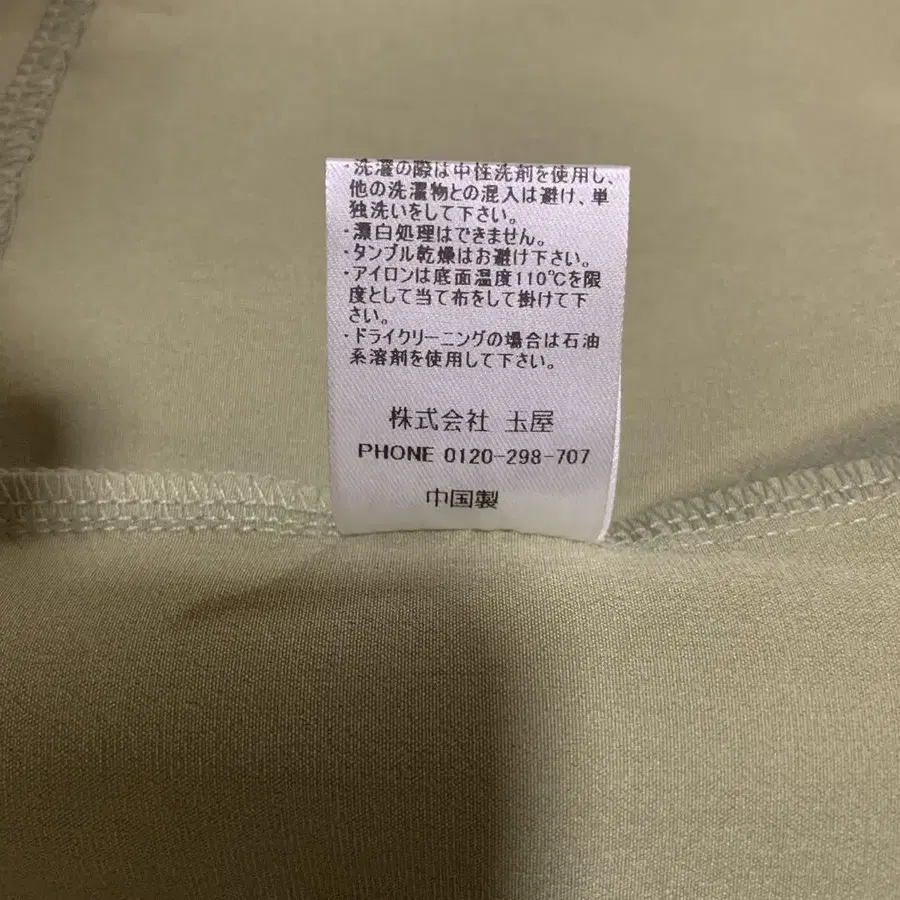 ・洗濯の際は中性洗剤を使用し、
他の洗濯物との混入は避け、単
独洗いをして下さい。
・漂白処理はできません。
・タンブル乾燥はお避け下さい。
・アイロンは底面温度110℃を限
度として当て布をして掛けて下
さい。
・ドライクリーニングの場合は石油
系溶剤を使用して下さい。
株式会社 玉屋
PHONE 0120-298-707
中国製